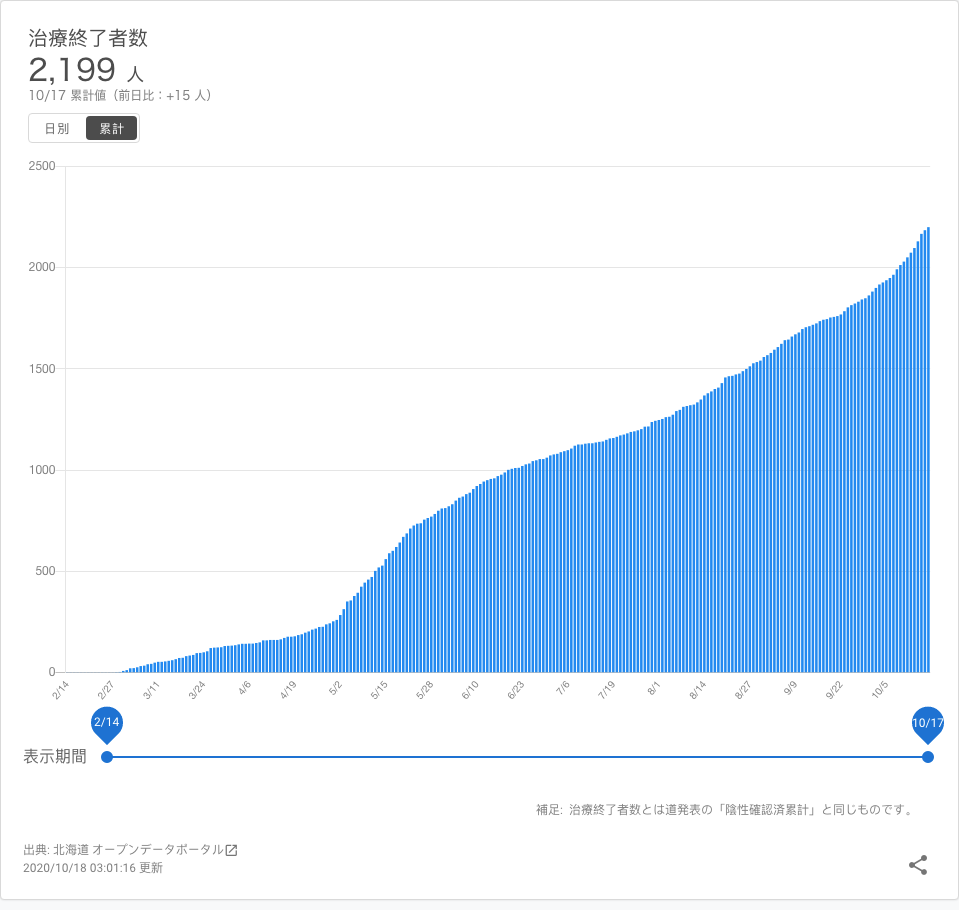 治療終了者数
2,199 人
10/17 累計値（前日比：+15 人）
日別 累計
2500
2000
1500
1000
500
0
2/14 2/27 3/11 3/24 4/6 4/19 5/2 5/15 5/28 6/10 6/23 7/6 7/19 8/1 8/14 8/27 9/9 9/22 10/5
2/14 10/17
表示期間
補足: 治療終了者数とは道発表の「陰性確認済累計」と同じものです。
出典: 北海道 オープンデータポータル
2020/10/18 03:01:16 更新